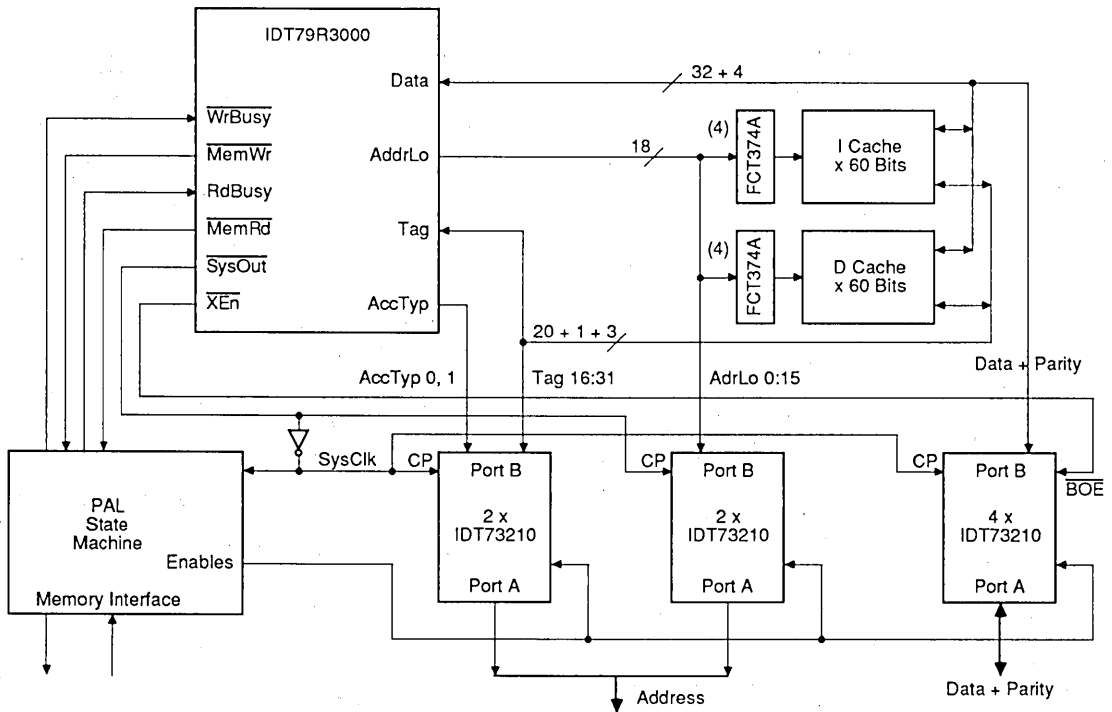 IDT79R3000
Data
32 + 4
WrBusy
MemWr
AddrLo
18
(4)
FCT374A
I Cache
x 60 Bits
RdBusy
MemRd
Tag
(4)
FCT374A
D Cache
x 60 Bits
SysOut
XEn
AccTyp
20 + 1 + 3
AccTyp 0, 1
Tag 16:31
AdrLo 0:15
Data + Parity
SysClk
CP
Port B
CP
Port B
CP
Port B
BOE
PAL
State
Machine
2 x
IDT73210
2 x
IDT73210
4 x
IDT73210
Enables
Port A
Port A
Port A
Memory Interface
Address
Data + Parity